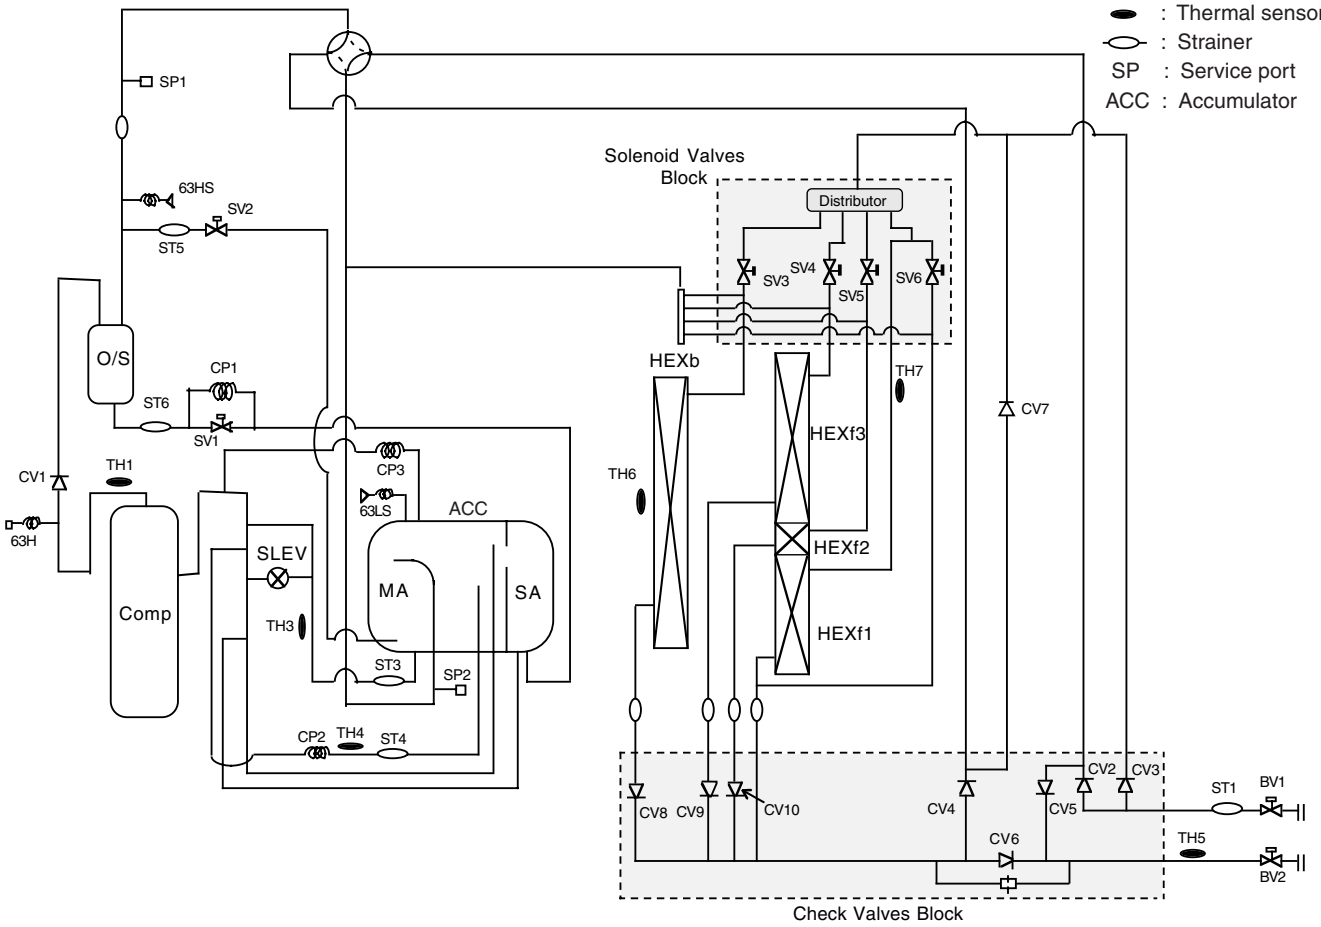 : Thermal sensor
: Strainer
SP : Service port
ACC : Accumulator
SP1
Solenoid Valves
Block
63HS
SV2
Distributor
ST5
SV3
SV4
SV5
SV6
O/S
HEXb
CP1
TH7
ST6
SV1
HEXf3
CV7
CV1
TH1
CP3
TH6
63LS
ACC
63H
SLEV
HEXf2
MA
SA
Comp
TH3
HEXf1
ST3
SP2
CP2
TH4
ST4
CV2
CV3
ST1
BV1
CV8
CV9
CV10
CV4
CV5
CV6
TH5
BV2
Check Valves Block